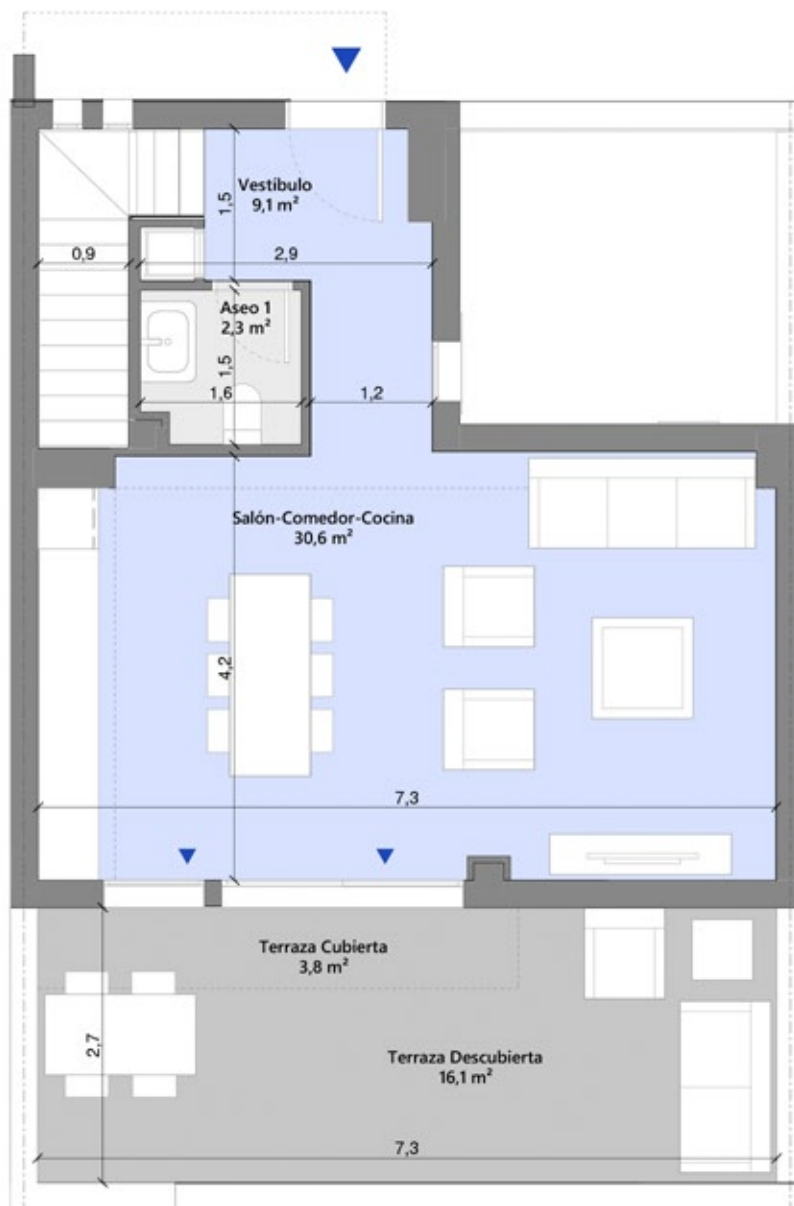 Vestíbulo
9,1 m²
1,5
0,9
2,9
Aseo 1
2,3 m²
1,5
1,6
1,2
Salón-Comedor-Cocina
30,6 m²
4,2
7,3
Terraza Cubierta
3,8 m²
2,7
Terraza Descubierta
16,1 m²
7,3